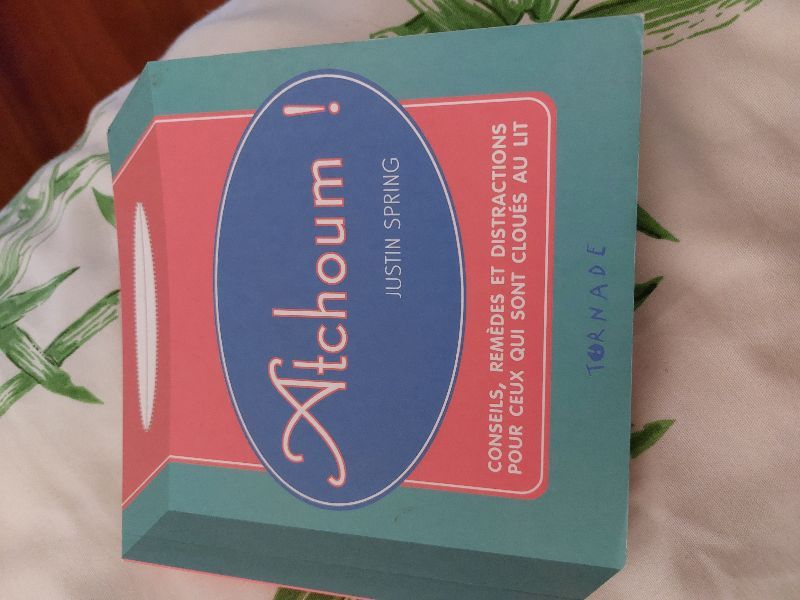 Atchoum !
JUSTIN SPRING
CONSEILS, REMÈDES ET DISTRACTIONS
POUR CEUX QUI SONT CLOUÉS AU LIT
TORNADE